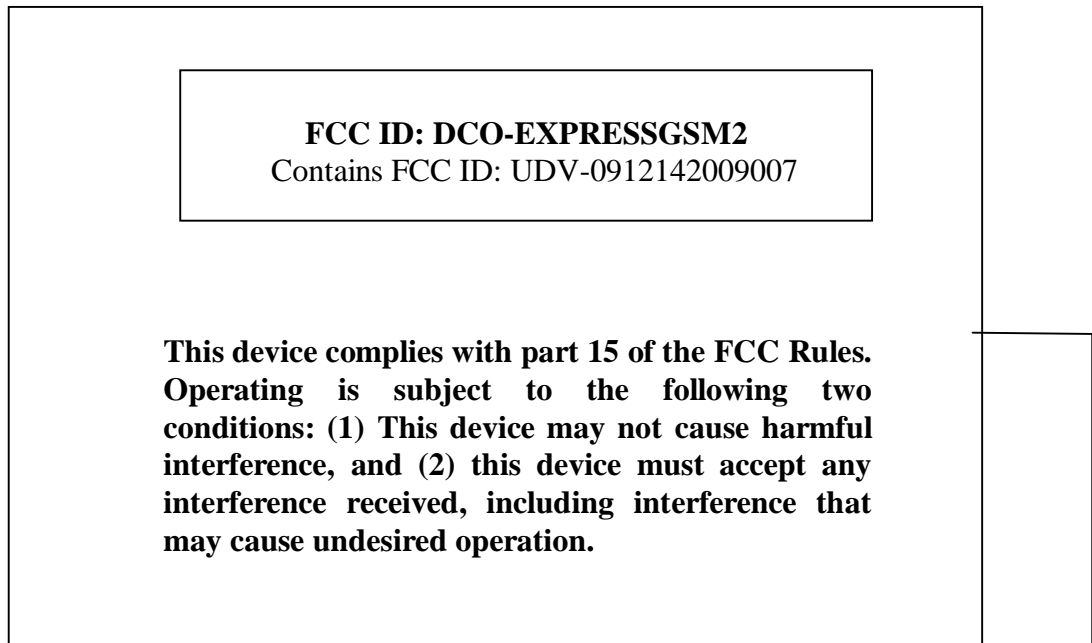 FCC ID: DCO-EXPRESSGSM2
Contains FCC ID: UDV-0912142009007
This device complies with part 15 of the FCC Rules.
Operating is subject to the following two
conditions: (1) This device may not cause harmful
interference, and (2) this device must accept any
interference received, including interference that
may cause undesired operation.